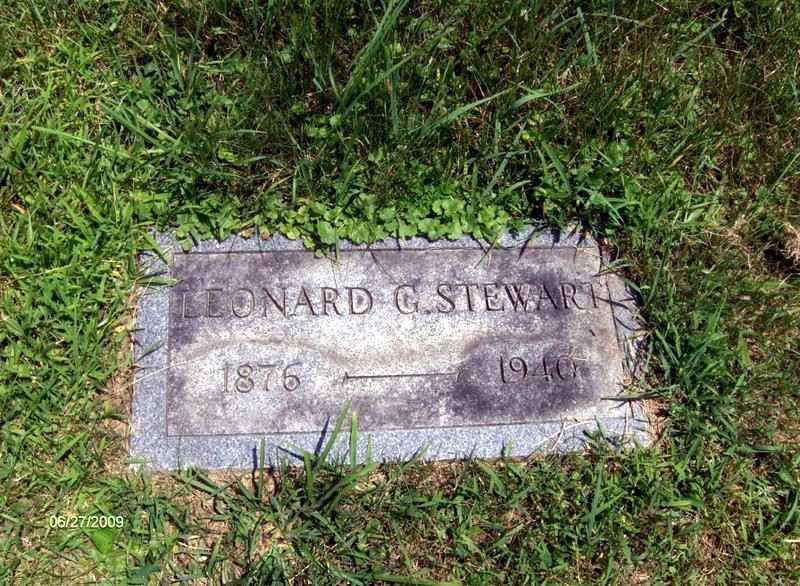 LEONARD G. STEWART
1876 — 1940
06/27/2009